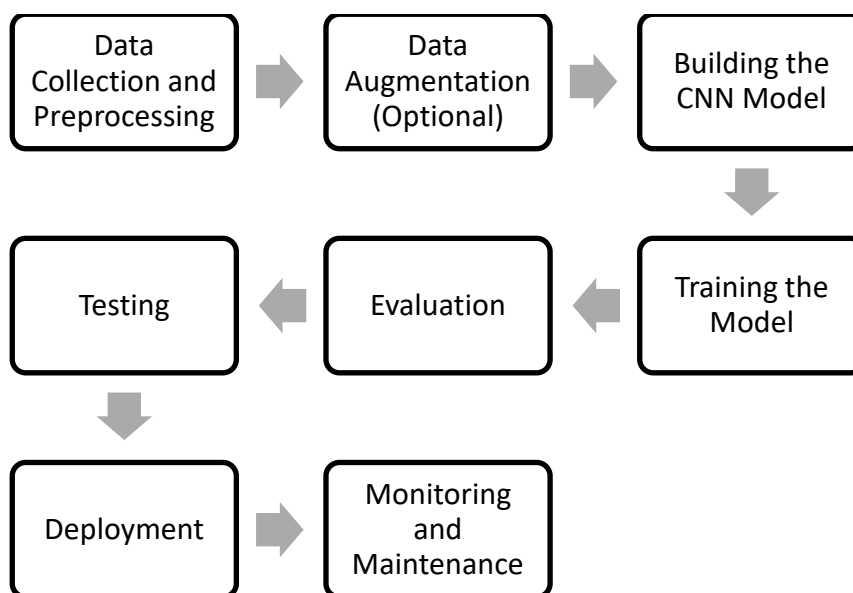 Data
Collection and
Preprocessing
Data
Augmentation
(Optional)
Building the
CNN Model
Training the
Model
Evaluation
Testing
Deployment
Monitoring
and
Maintenance